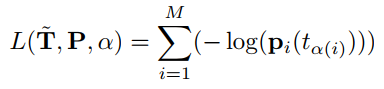 L(T̃, P, α) = ∑_{i=1}^{M} (− log(p_i(t_{α(i)})))